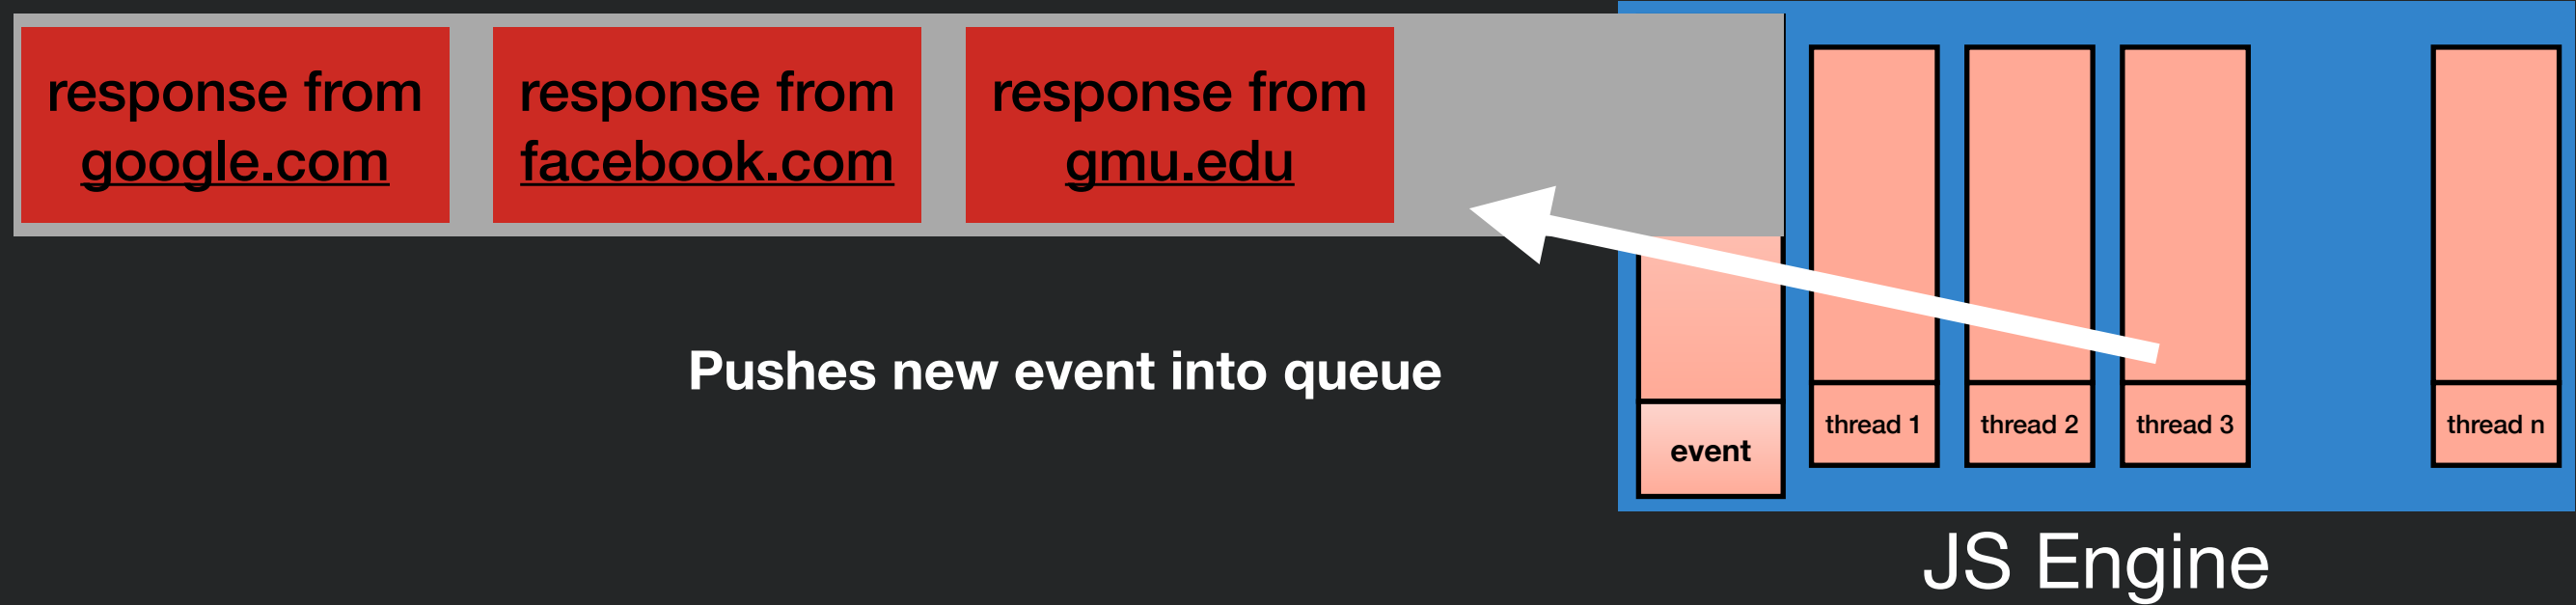 response from
google.com
response from
facebook.com
response from
gmu.edu
Pushes new event into queue
event
thread 1
thread 2
thread 3
thread n
JS Engine